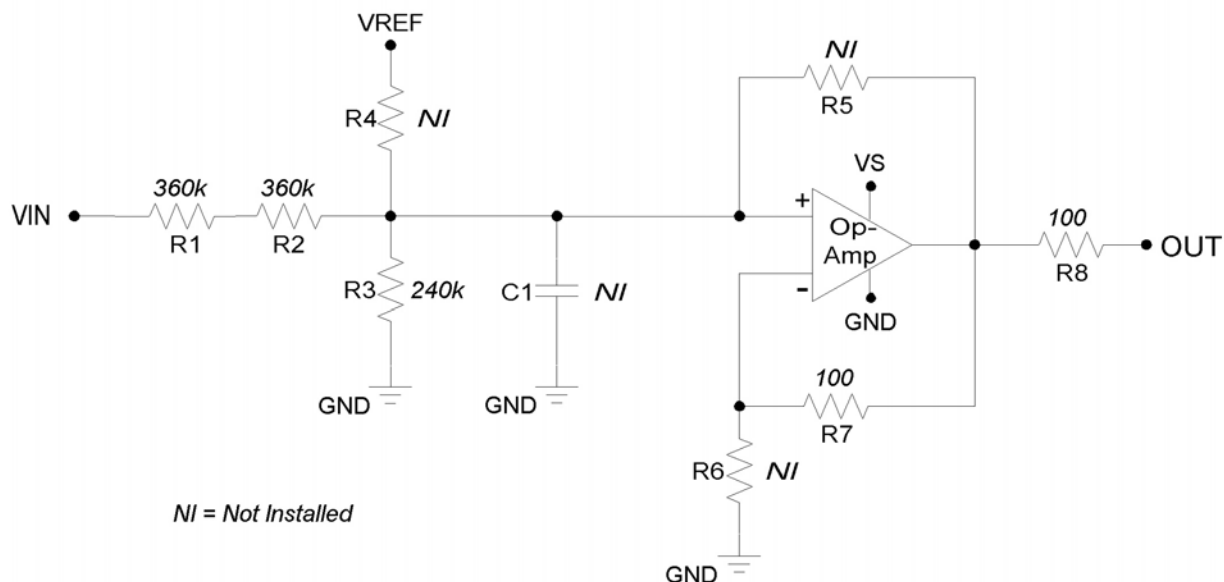 VREF
NI
R4
NI
R5
VS
360k
360k
VIN
R1
R2
+
Op-
Amp
-
100
OUT
R8
R3
240k
C1
NI
GND
100
R7
GND
GND
R6
NI
NI = Not Installed
GND